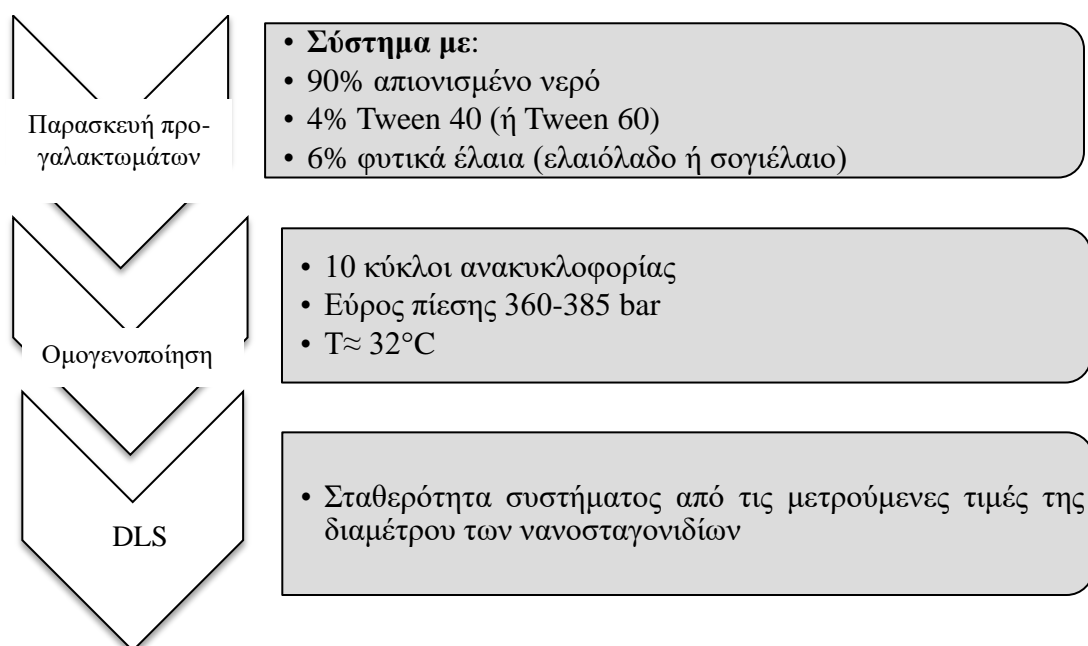 Παρασκευή προ-
γαλακτωμάτων
• Σύστημα με:
• 90% απιονισμένο νερό
• 4% Tween 40 (ή Tween 60)
• 6% φυτικά έλαια (ελαιόλαδο ή σογιέλαιο)
Ομογενοποίηση
• 10 κύκλοι ανακυκλοφορίας
• Εύρος πίεσης 360-385 bar
• T≈ 32°C
DLS
• Σταθερότητα συστήματος από τις μετρούμενες τιμές της
διαμέτρου των νανοσταγονιδίων